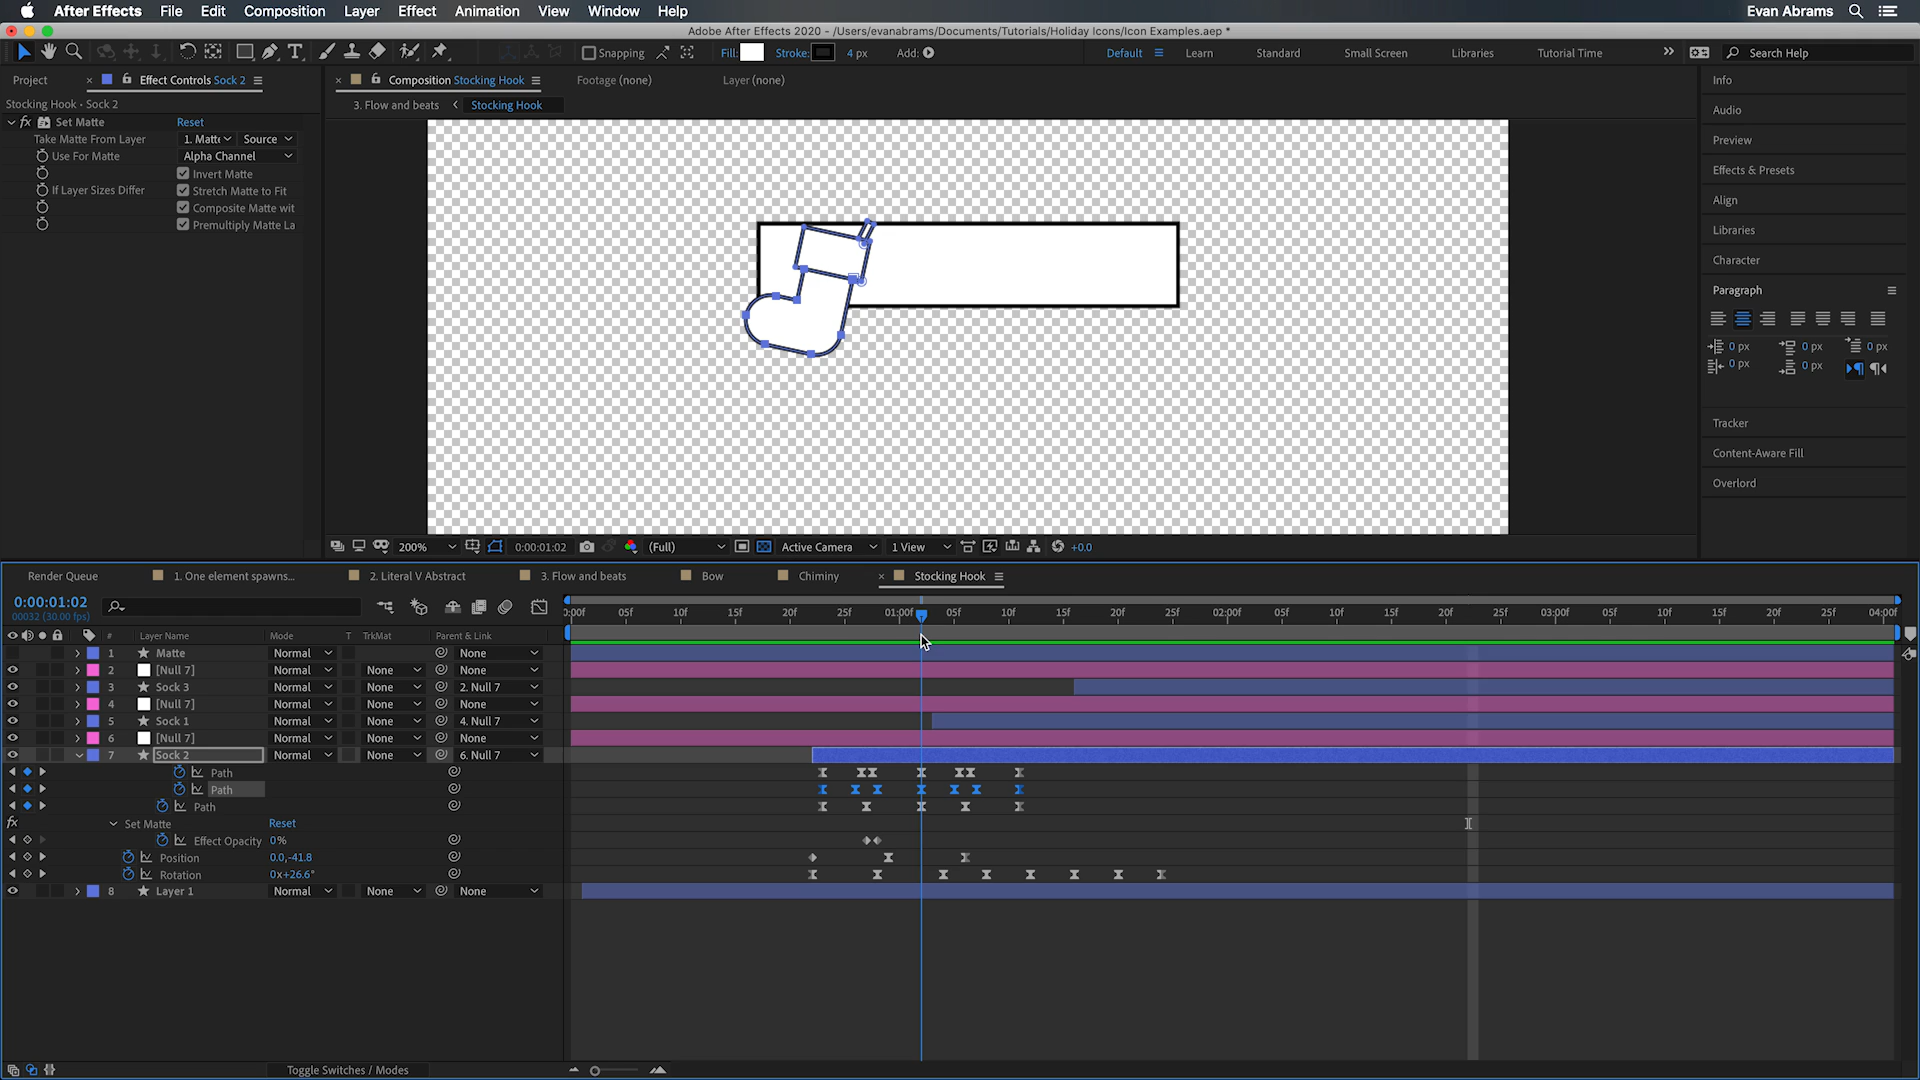 After Effects File Edit Composition Layer Effect Animation View Window Help Evan Abrams
Adobe After Effects 2020 - /Users/evanabrams/Documents/Tutorials/Holiday Icons/Icon Examples.aep *
Snapping Fill: Stroke: 4 px Add: Default Learn Standard Small Screen Libraries Tutorial Time Search Help
Project Effect Controls Sock 2 Composition Stocking Hook Footage (none) Layer (none) Info
Stocking Hook • Sock 2 3. Flow and beats Stocking Hook
Audio
fx Set Matte Reset
Take Matte From Layer 1. Matte Source Preview
Use For Matte Alpha Channel
Invert Matte Effects & Presets
If Layer Sizes Differ Stretch Matte to Fit
Composite Matte wit Align
Premultiply Matte La
Libraries
Character
Paragraph
0 px 0 px 0 px
0 px 0 px
Tracker
Content-Aware Fill
Overlord
200% 0:00:01:02 (Full) Active Camera 1 View +0.0
Render Queue 1. One element spawns... 2. Literal V Abstract 3. Flow and beats Bow Chiminy Stocking Hook
0:00:01:02
00032 (30.00 fps)
:00f 05f 10f 15f 20f 25f 01:00f 05f 10f 15f 20f 25f 02:00f 05f 10f 15f 20f 25f 03:00f 05f 10f 15f 20f 25f 04:00f
# Layer Name Mode T TrkMat Parent & Link
1 Matte Normal None
2 [Null 7] Normal None None
3 Sock 3 Normal None 2. Null 7
4 [Null 7] Normal None None
5 Sock 1 Normal None 4. Null 7
6 [Null 7] Normal None None
7 Sock 2 Normal None 6. Null 7
Path
Path
Path
fx Set Matte Reset
Effect Opacity 0%
Position 0.0,-41.8
Rotation 0x+26.6°
8 Layer 1 Normal None None
Toggle Switches / Modes